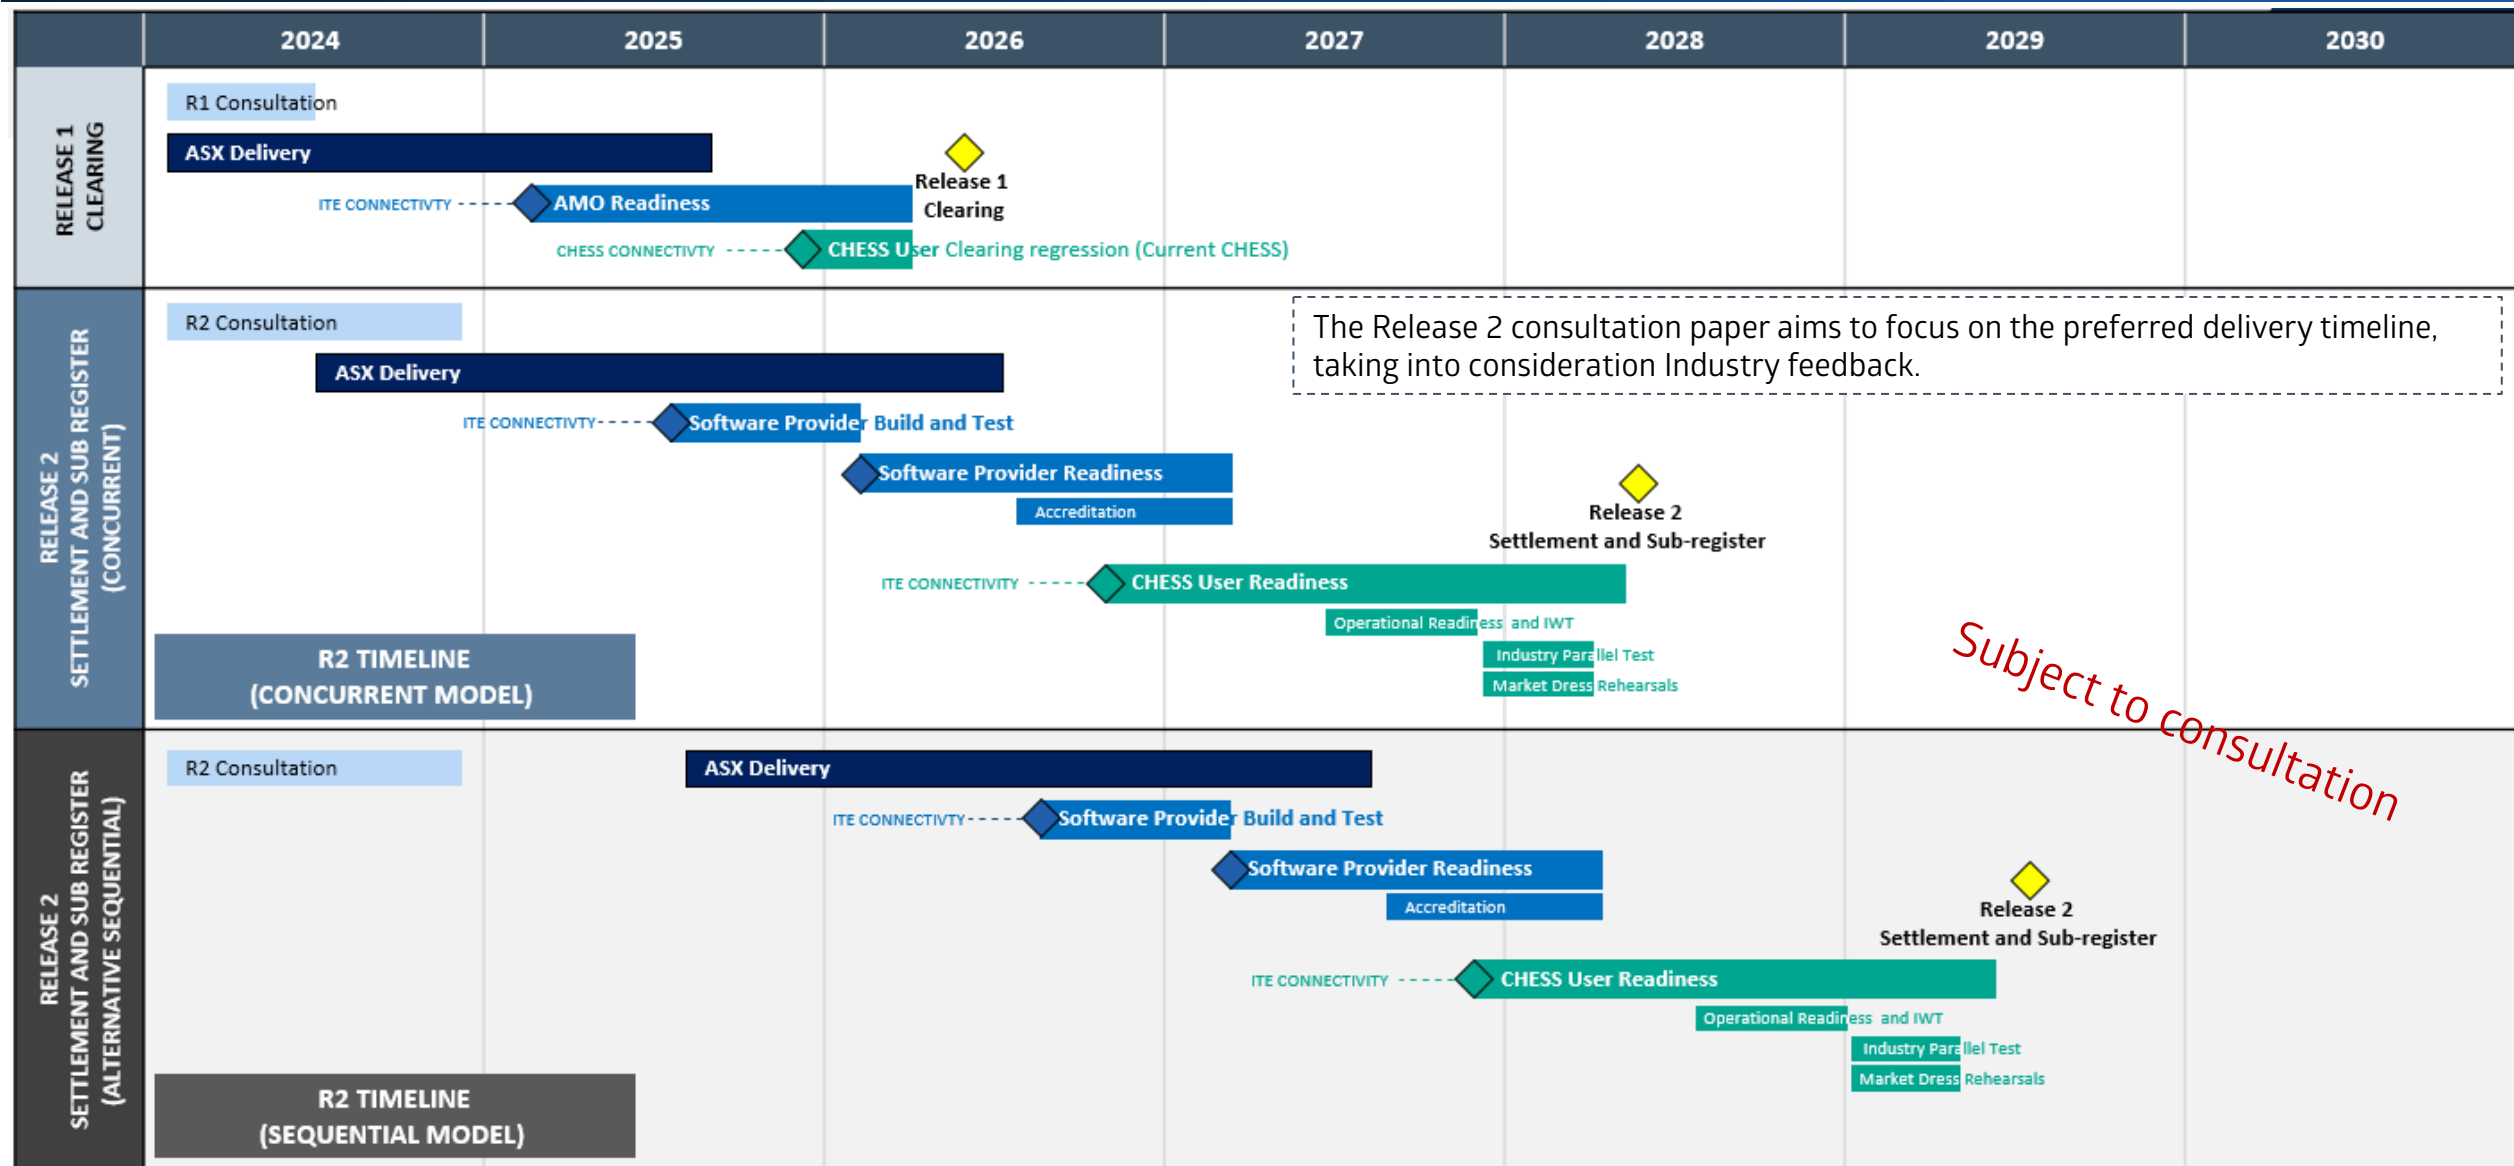 2024 2025 2026 2027 2028 2029 2030
RELEASE 1
CLEARING
R1 Consultation
ASX Delivery
Release 1
Clearing
ITE CONNECTIVTY
AMO Readiness
CHESS CONNECTIVTY
CHESS User Clearing regression (Current CHESS)
RELEASE 2
SETTLEMENT AND SUB REGISTER
(CONCURRENT)
R2 Consultation
The Release 2 consultation paper aims to focus on the preferred delivery timeline,
taking into consideration Industry feedback.
ASX Delivery
ITE CONNECTIVTY
Software Provider Build and Test
Software Provider Readiness
Accreditation
Release 2
Settlement and Sub-register
ITE CONNECTIVITY
CHESS User Readiness
Operational Readiness and IWT
Industry Parallel Test
Market Dress Rehearsals
R2 TIMELINE
(CONCURRENT MODEL)
Subject to consultation
RELEASE 2
SETTLEMENT AND SUB REGISTER
(ALTERNATIVE SEQUENTIAL)
R2 Consultation
ASX Delivery
ITE CONNECTIVTY
Software Provider Build and Test
Software Provider Readiness
Accreditation
Release 2
Settlement and Sub-register
ITE CONNECTIVITY
CHESS User Readiness
Operational Readiness and IWT
Industry Parallel Test
Market Dress Rehearsals
R2 TIMELINE
(SEQUENTIAL MODEL)